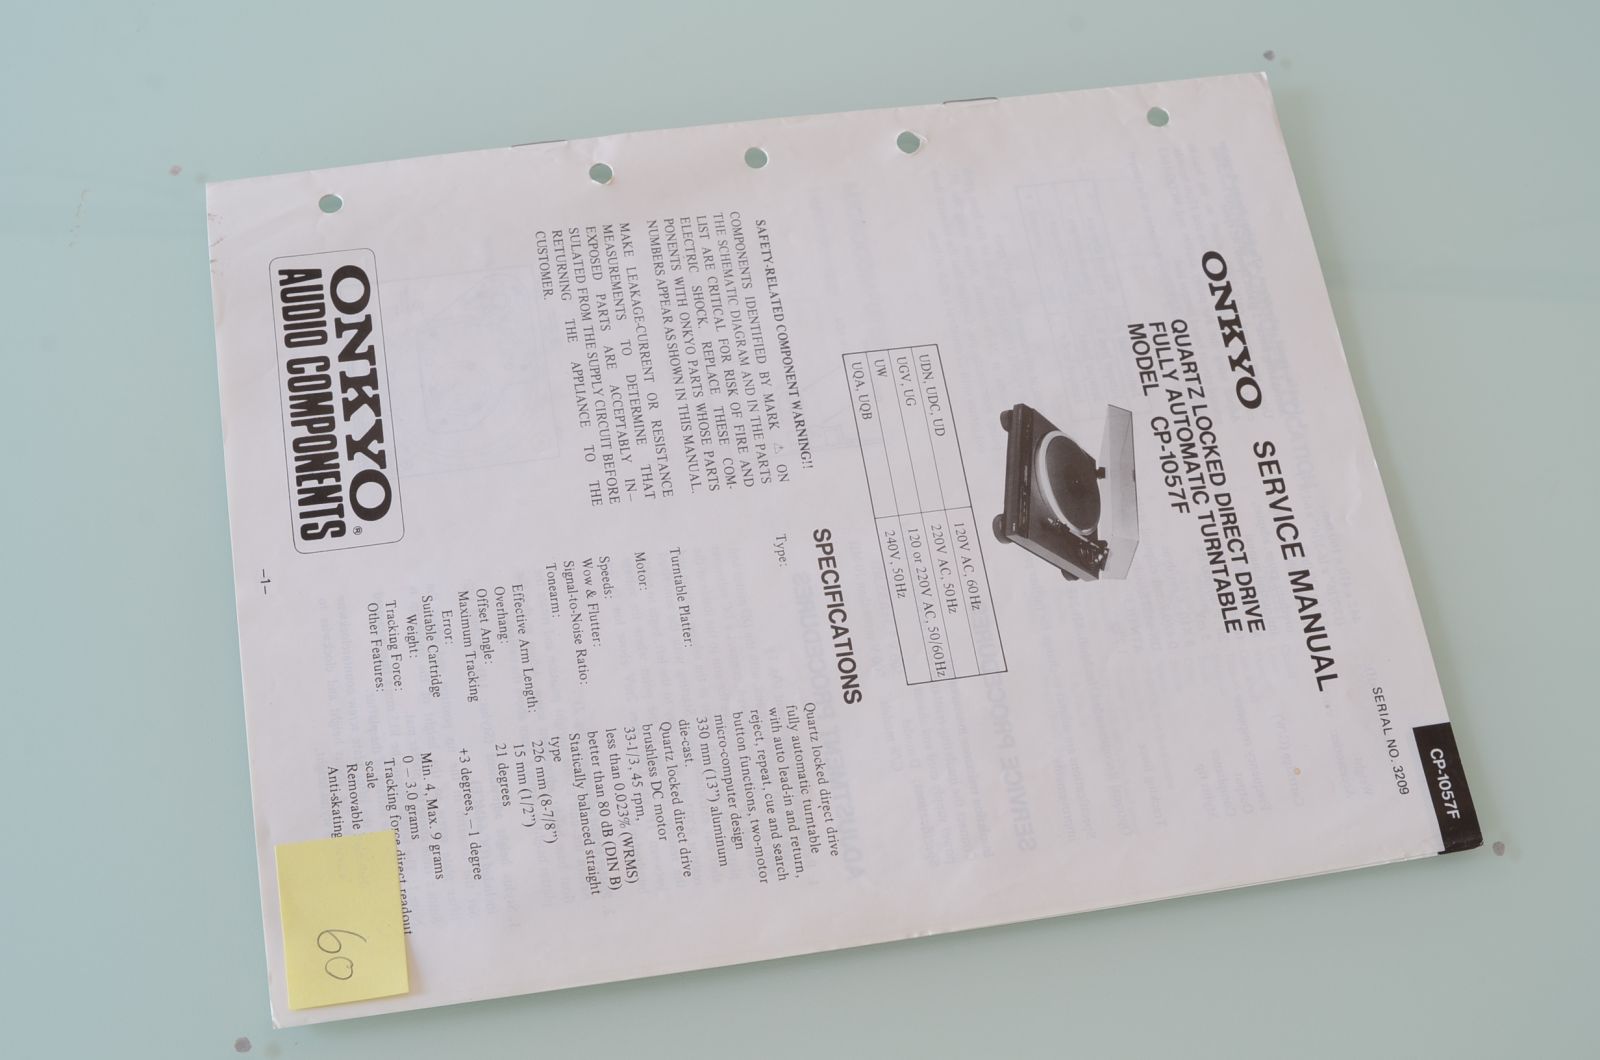 CP-1057F
SERIAL NO. 3209
ONKYO SERVICE MANUAL
QUARTZ LOCKED DIRECT DRIVE
FULLY AUTOMATIC TURNTABLE
MODEL CP-1057F
UDN, UDC, UD 120V AC, 60Hz
UGV, UG 220V AC, 50Hz
UW 120 or 220V AC, 50/60Hz
UQA, UQB 240V, 50Hz
SAFETY-RELATED COMPONENT WARNING!!
COMPONENTS IDENTIFIED BY MARK ⚠ ON
THE SCHEMATIC DIAGRAM AND IN THE PARTS
LIST ARE CRITICAL FOR RISK OF FIRE AND
ELECTRIC SHOCK. REPLACE THESE COM-
PONENTS WITH ONKYO PARTS WHOSE PARTS
NUMBERS APPEAR AS SHOWN IN THIS MANUAL.
MAKE LEAKAGE-CURRENT OR RESISTANCE
MEASUREMENTS TO DETERMINE THAT
EXPOSED PARTS ARE ACCEPTABLY IN-
SULATED FROM THE SUPPLY CIRCUIT BEFORE
RETURNING THE APPLIANCE TO THE
CUSTOMER.
SPECIFICATIONS
Type: Quartz locked direct drive
fully automatic turntable
with auto lead-in and return,
reject, repeat, cue and search
button functions, two-motor
micro-computer design
Turntable Platter: 330 mm (13") aluminum
die-cast.
Motor: Quartz locked direct drive
brushless DC motor
Speeds: 33-1/3, 45 rpm,
Wow & Flutter: less than 0.023% (WRMS)
Signal-to-Noise Ratio: better than 80 dB (DIN B)
Tonearm: Statically balanced straight
type
Effective Arm Length: 226 mm (8-7/8")
Overhang: 15 mm (1/2")
Offset Angle: 21 degrees
Maximum Tracking
Error: +3 degrees, −1 degree
Suitable Cartridge
Weight: Min. 4, Max. 9 grams
Tracking Force: 0 – 3.0 grams
Other Features: Tracking force direct readout
scale
Removable
Anti-skating
ONKYO®
AUDIO COMPONENTS
–1–
60